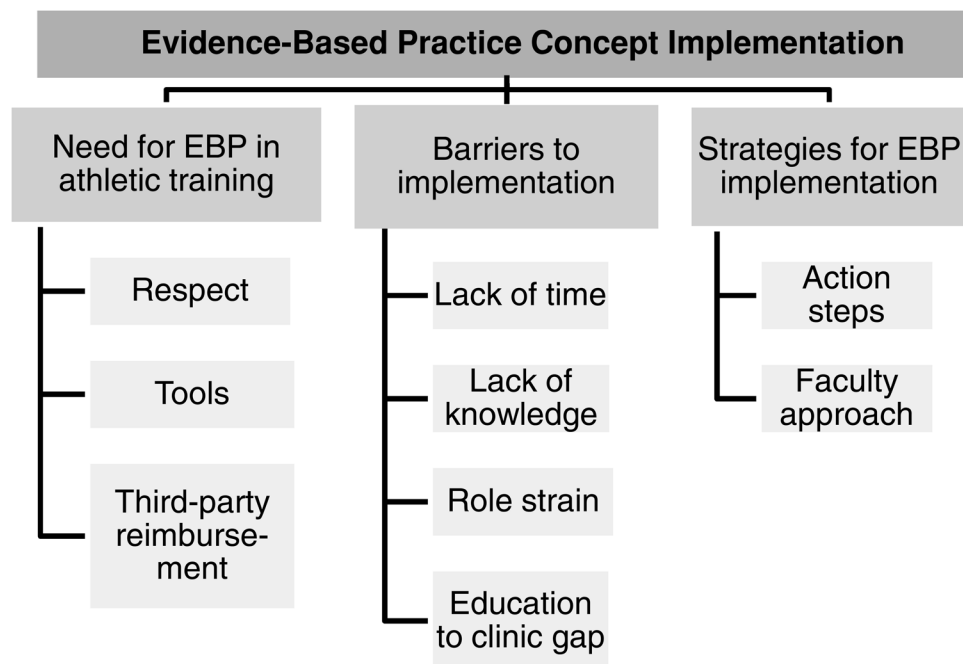 Evidence-Based Practice Concept Implementation
Need for EBP in
athletic training
Respect
Tools
Third-party
reimburse-
ment
Barriers to
implementation
Lack of time
Lack of
knowledge
Role strain
Education
to clinic gap
Strategies for EBP
implementation
Action
steps
Faculty
approach